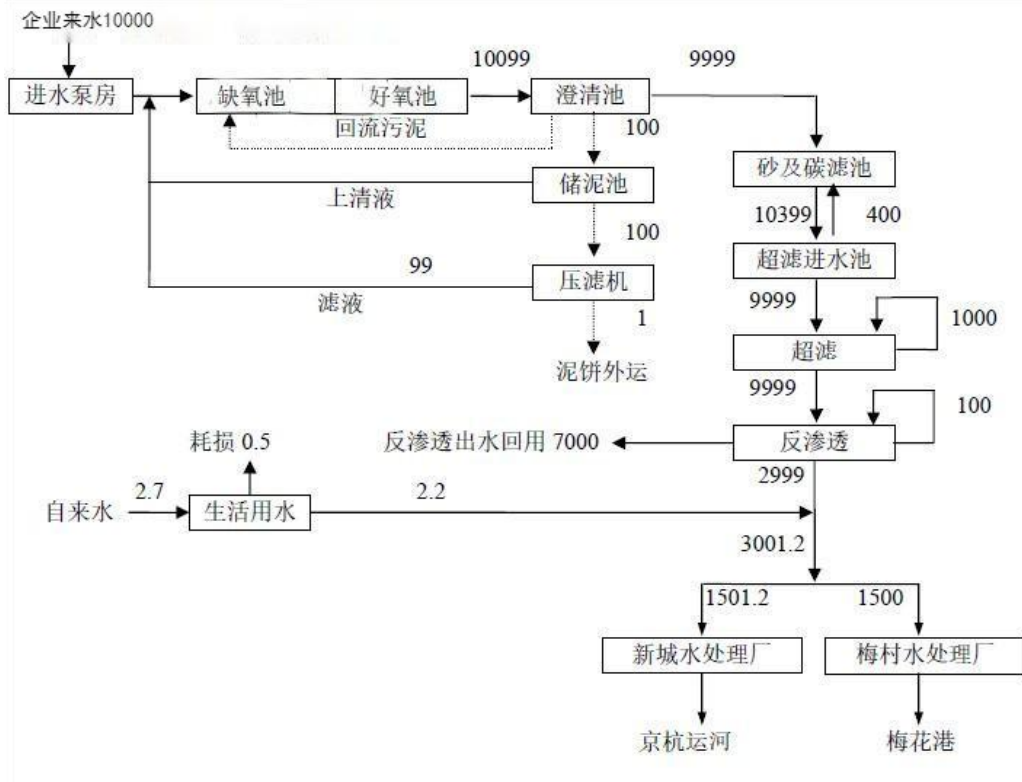 企业来水10000
10099
9999
进水泵房
缺氧池
好氧池
澄清池
回流污泥
100
砂及碳滤池
储泥池
上清液
10399
400
100
99
超滤进水池
压滤机
滤液
9999
1
1000
超滤
泥饼外运
9999
100
耗损 0.5
反渗透出水回用 7000
反渗透
2999
2.7
2.2
自来水
生活用水
3001.2
1501.2
1500
新城水处理厂
梅村水处理厂
京杭运河
梅花港